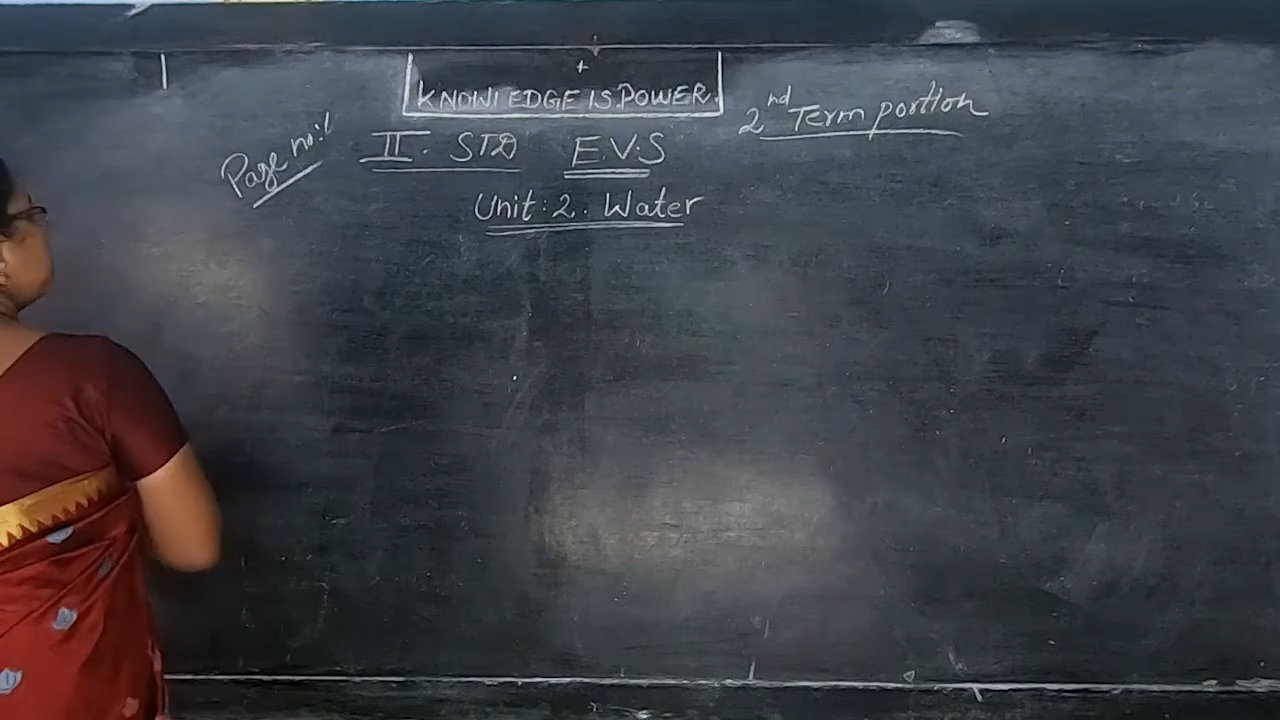 KNOWLEDGE IS POWER.
2nd Term portion
Page no:1
II. STD E.V.S
Unit: 2. Water